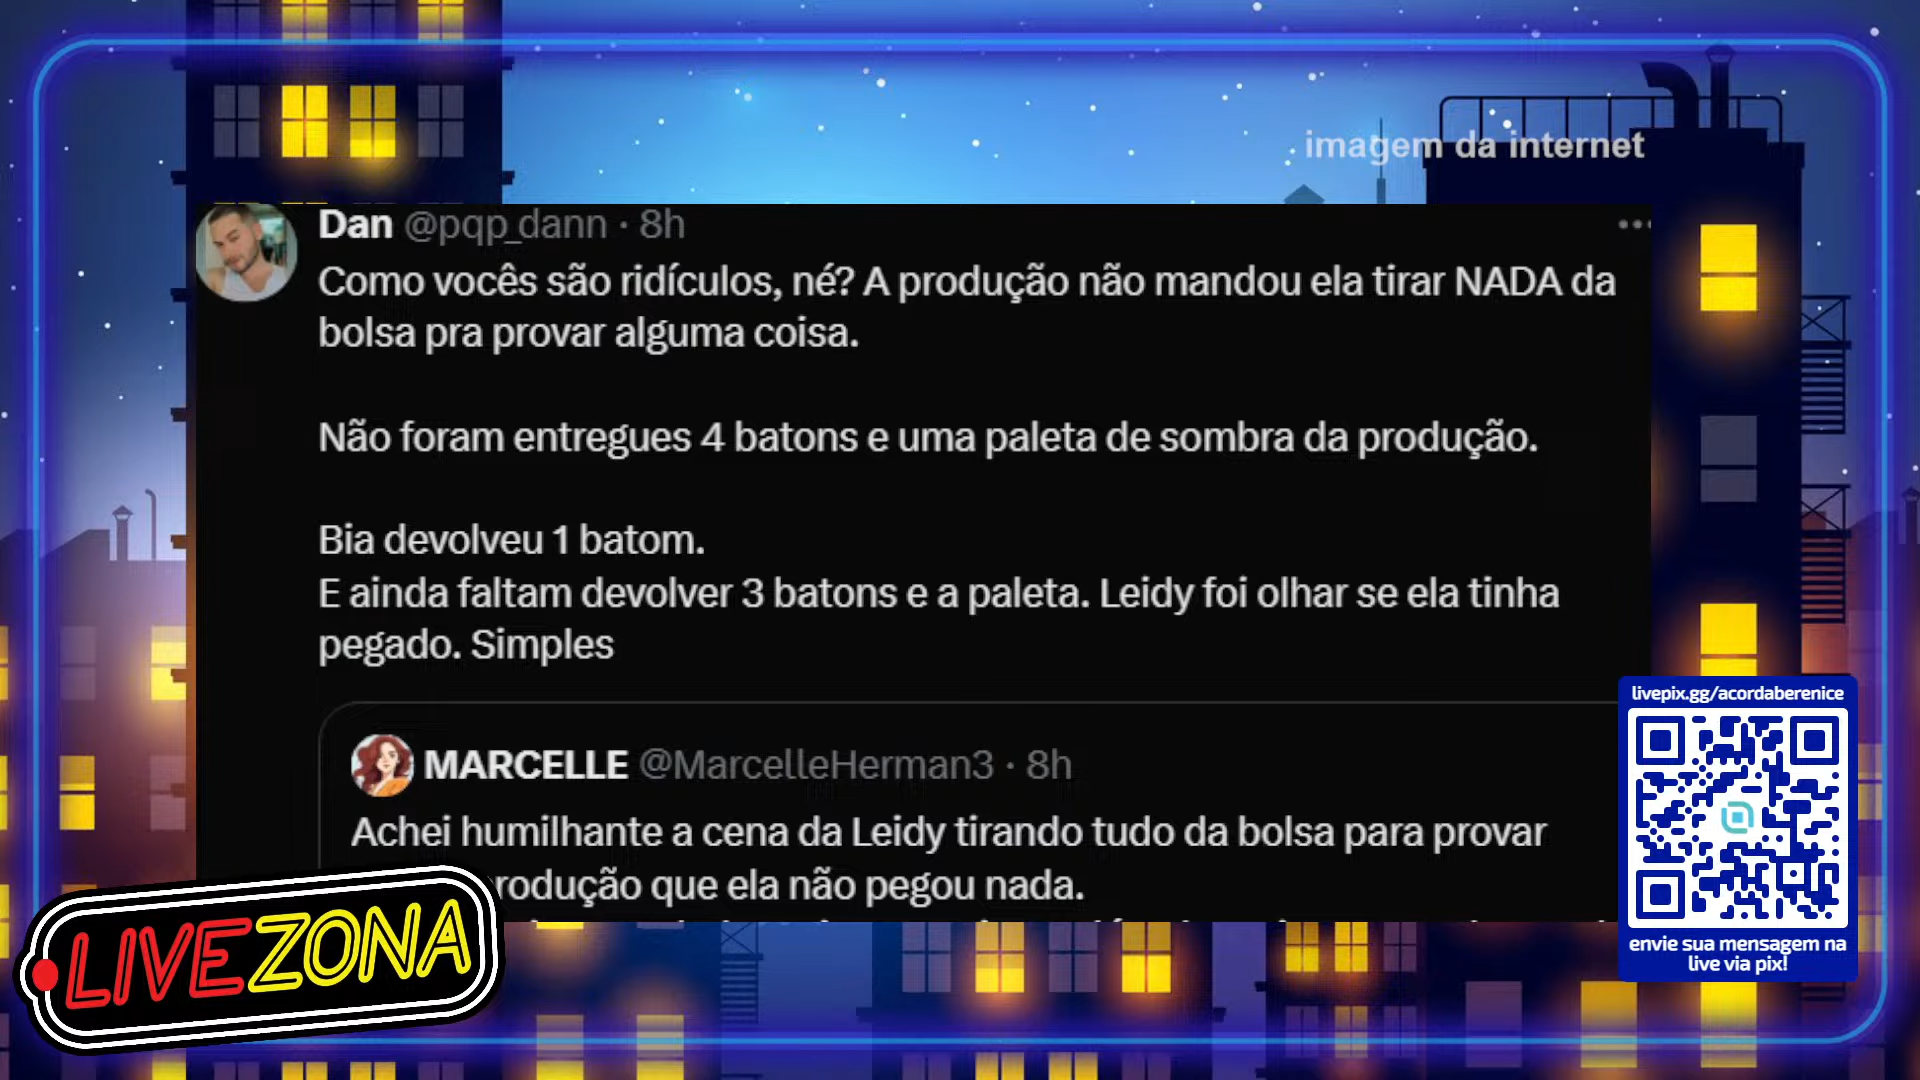 imagem da internet
Dan @pqp_dann · 8h
Como vocês são ridículos, né? A produção não mandou ela tirar NADA da
bolsa pra provar alguma coisa.
Não foram entregues 4 batons e uma paleta de sombra da produção.
Bia devolveu 1 batom.
E ainda faltam devolver 3 batons e a paleta. Leidy foi olhar se ela tinha
pegado. Simples
MARCELLE @MarcelleHerman3 · 8h
Achei humilhante a cena da Leidy tirando tudo da bolsa para provar
rodução que ela não pegou nada.
LIVEZONA
livepix.gg/acordaberenice
envie sua mensagem na
live via pix!